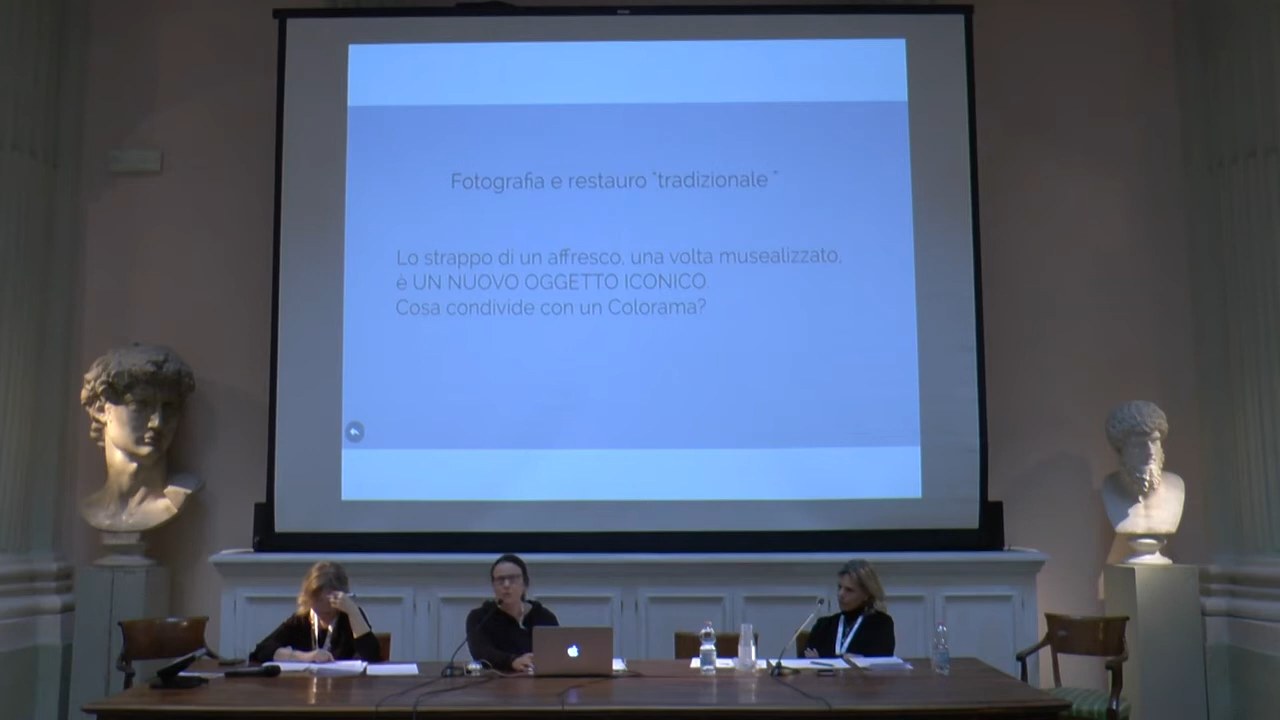 Fotografia e restauro "tradizionale "
Lo strappo di un affresco, una volta musealizzato,
è UN NUOVO OGGETTO ICONICO.
Cosa condivide con un Colorama?